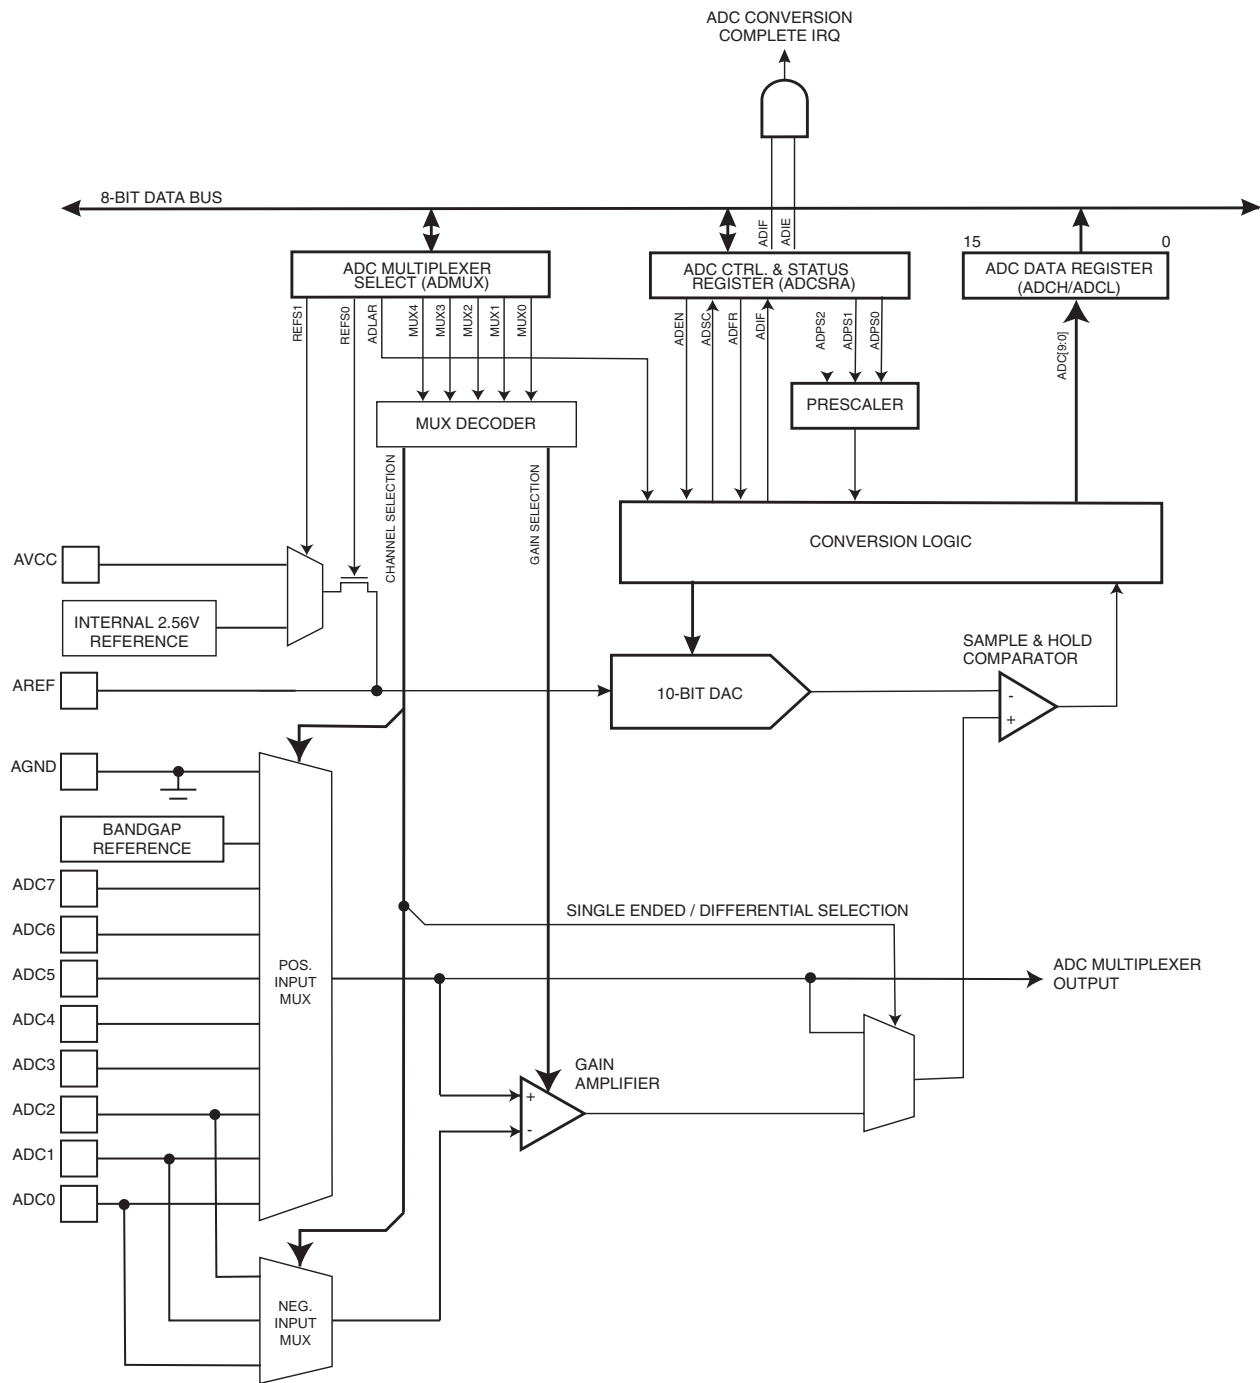 ADC CONVERSION
COMPLETE IRQ
8-BIT DATA BUS
ADIF
ADIE
15
0
ADC MULTIPLEXER
SELECT (ADMUX)
ADC CTRL. & STATUS
REGISTER (ADCSRA)
ADC DATA REGISTER
(ADCH/ADCL)
REFS1
REFS0
ADLAR
MUX4
MUX3
MUX2
MUX1
MUX0
ADEN
ADSC
ADFR
ADIF
ADPS2
ADPS1
ADPS0
ADC[9:0]
PRESCALER
MUX DECODER
CHANNEL SELECTION
GAIN SELECTION
CONVERSION LOGIC
AVCC
INTERNAL 2.56V
REFERENCE
SAMPLE & HOLD
COMPARATOR
AREF
10-BIT DAC
-
+
AGND
BANDGAP
REFERENCE
ADC7
SINGLE ENDED / DIFFERENTIAL SELECTION
ADC6
ADC5
POS.
INPUT
MUX
ADC MULTIPLEXER
OUTPUT
ADC4
ADC3
GAIN
AMPLIFIER
+
-
ADC2
ADC1
ADC0
NEG.
INPUT
MUX